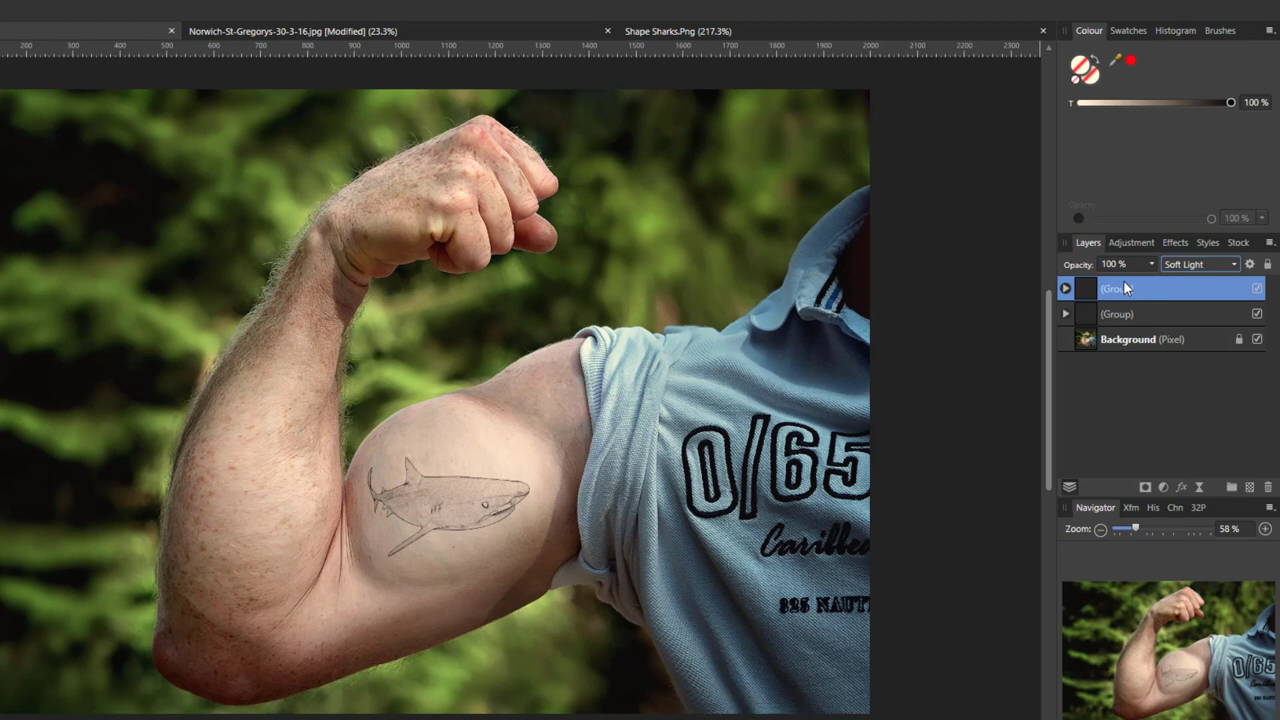 Norwich-St-Gregorys-30-3-16.jpg [Modified] (23.3%)
Shape Sharks.Png (217.3%)
Colour Swatches Histogram Brushes
200 300 400 500 600 700 800 900 1000 1100 1200 1300 1400 1500 1600 1700 1800 1900 2000 2100 2200 2300
T 100 %
Opacity 100 %
Layers Adjustment Effects Styles Stock
Opacity: 100 % Soft Light
(Group)
Background (Pixel)
Navigator Xfm His Chn 32P
Zoom: 58 %
0/65